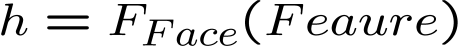 h = F_{Face}(Feaure)